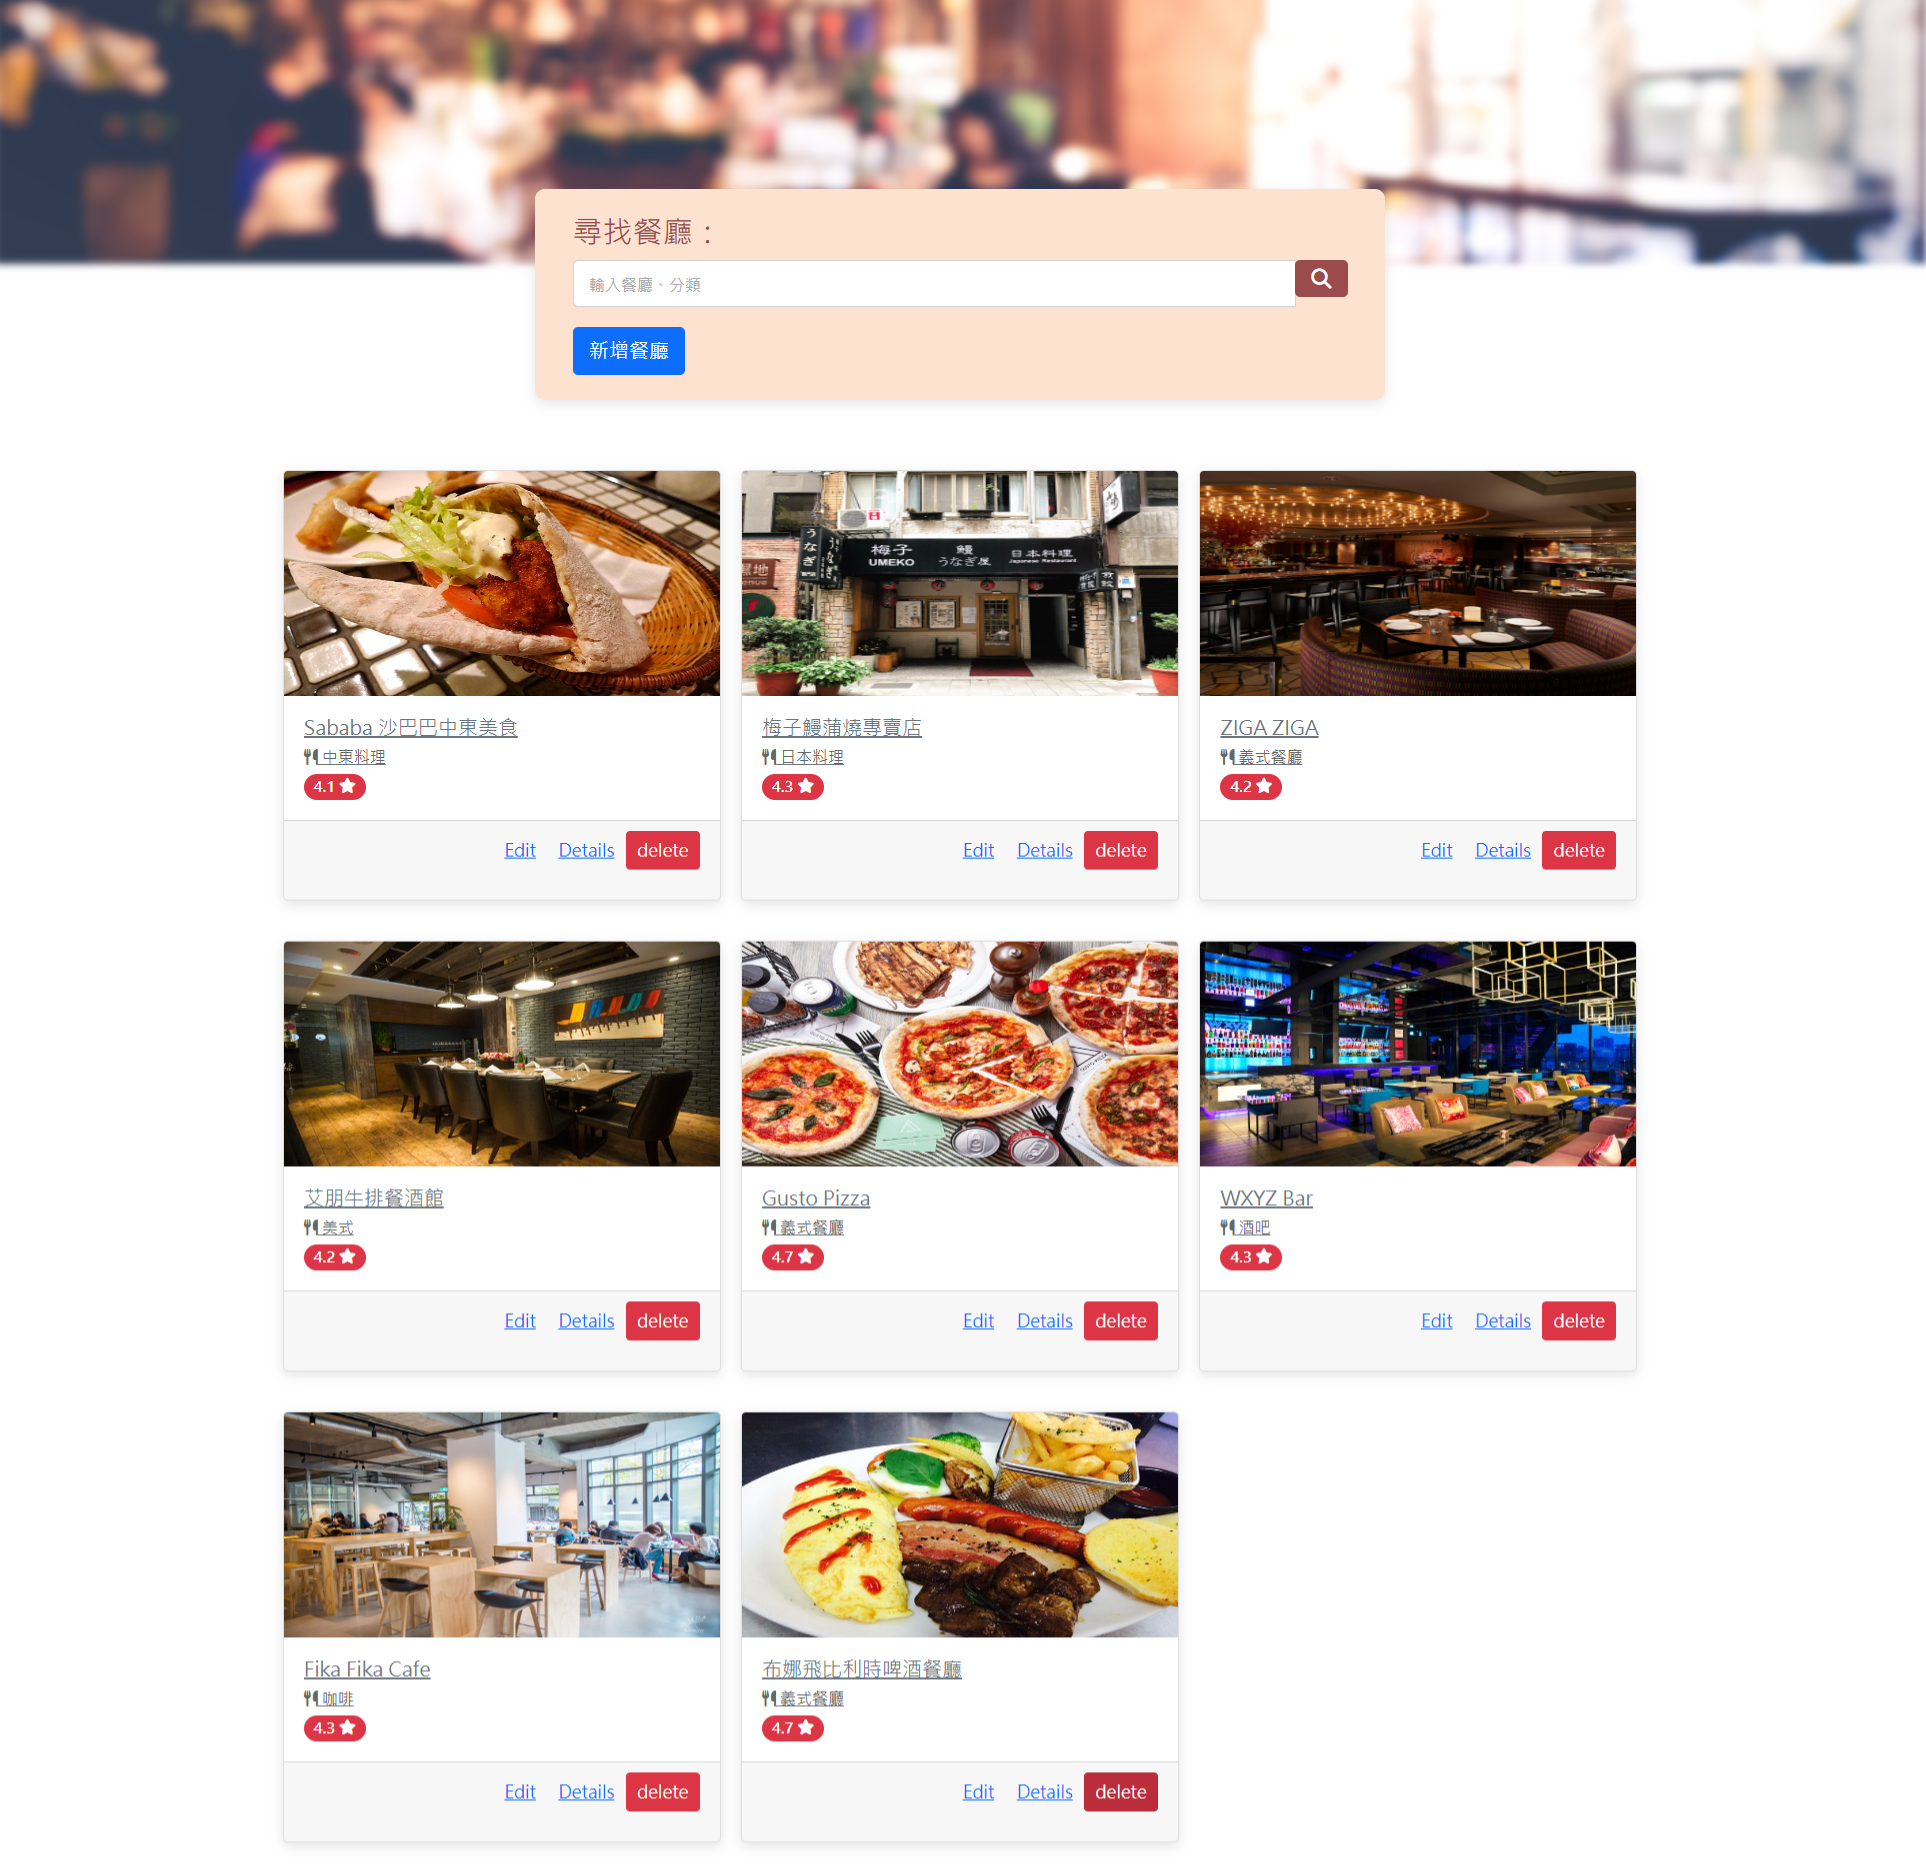 尋找餐廳：
輸入餐廳、分類
新增餐廳
うなぎ
うなぎ
梅子 鰻 日本料理
UMEKO うなぎ屋 Japanese Restaurant
Sababa 沙巴巴中東美食
中東料理
4.1
Edit Details delete
梅子鰻蒲燒專賣店
日本料理
4.3
Edit Details delete
ZIGA ZIGA
義式餐廳
4.2
Edit Details delete
WXYZ
艾朋牛排餐酒館
美式
4.2
Edit Details delete
Gusto Pizza
義式餐廳
4.7
Edit Details delete
WXYZ Bar
酒吧
4.3
Edit Details delete
Fika Fika Cafe
咖啡
4.3
Edit Details delete
布娜飛比利時啤酒餐廳
義式餐廳
4.7
Edit Details delete